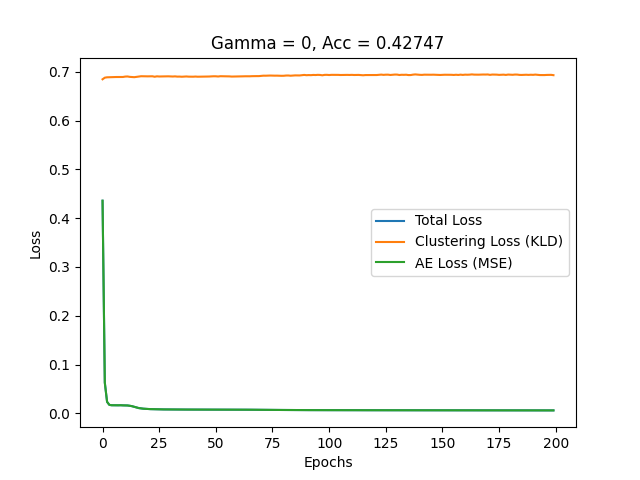 Gamma = 0, Acc = 0.42747
0.7
0.6
0.5
0.4
0.3
0.2
0.1
0.0
Loss
Total Loss
Clustering Loss (KLD)
AE Loss (MSE)
0 25 50 75 100 125 150 175 200
Epochs